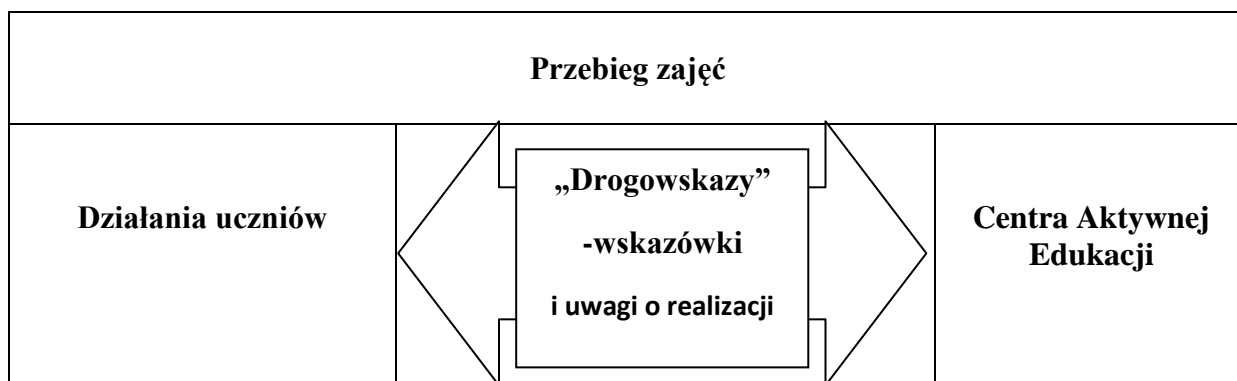 Przebieg zajęć
Działania uczniów
„Drogowskazy”
-wskazówki
i uwagi o realizacji
Centra Aktywnej
Edukacji